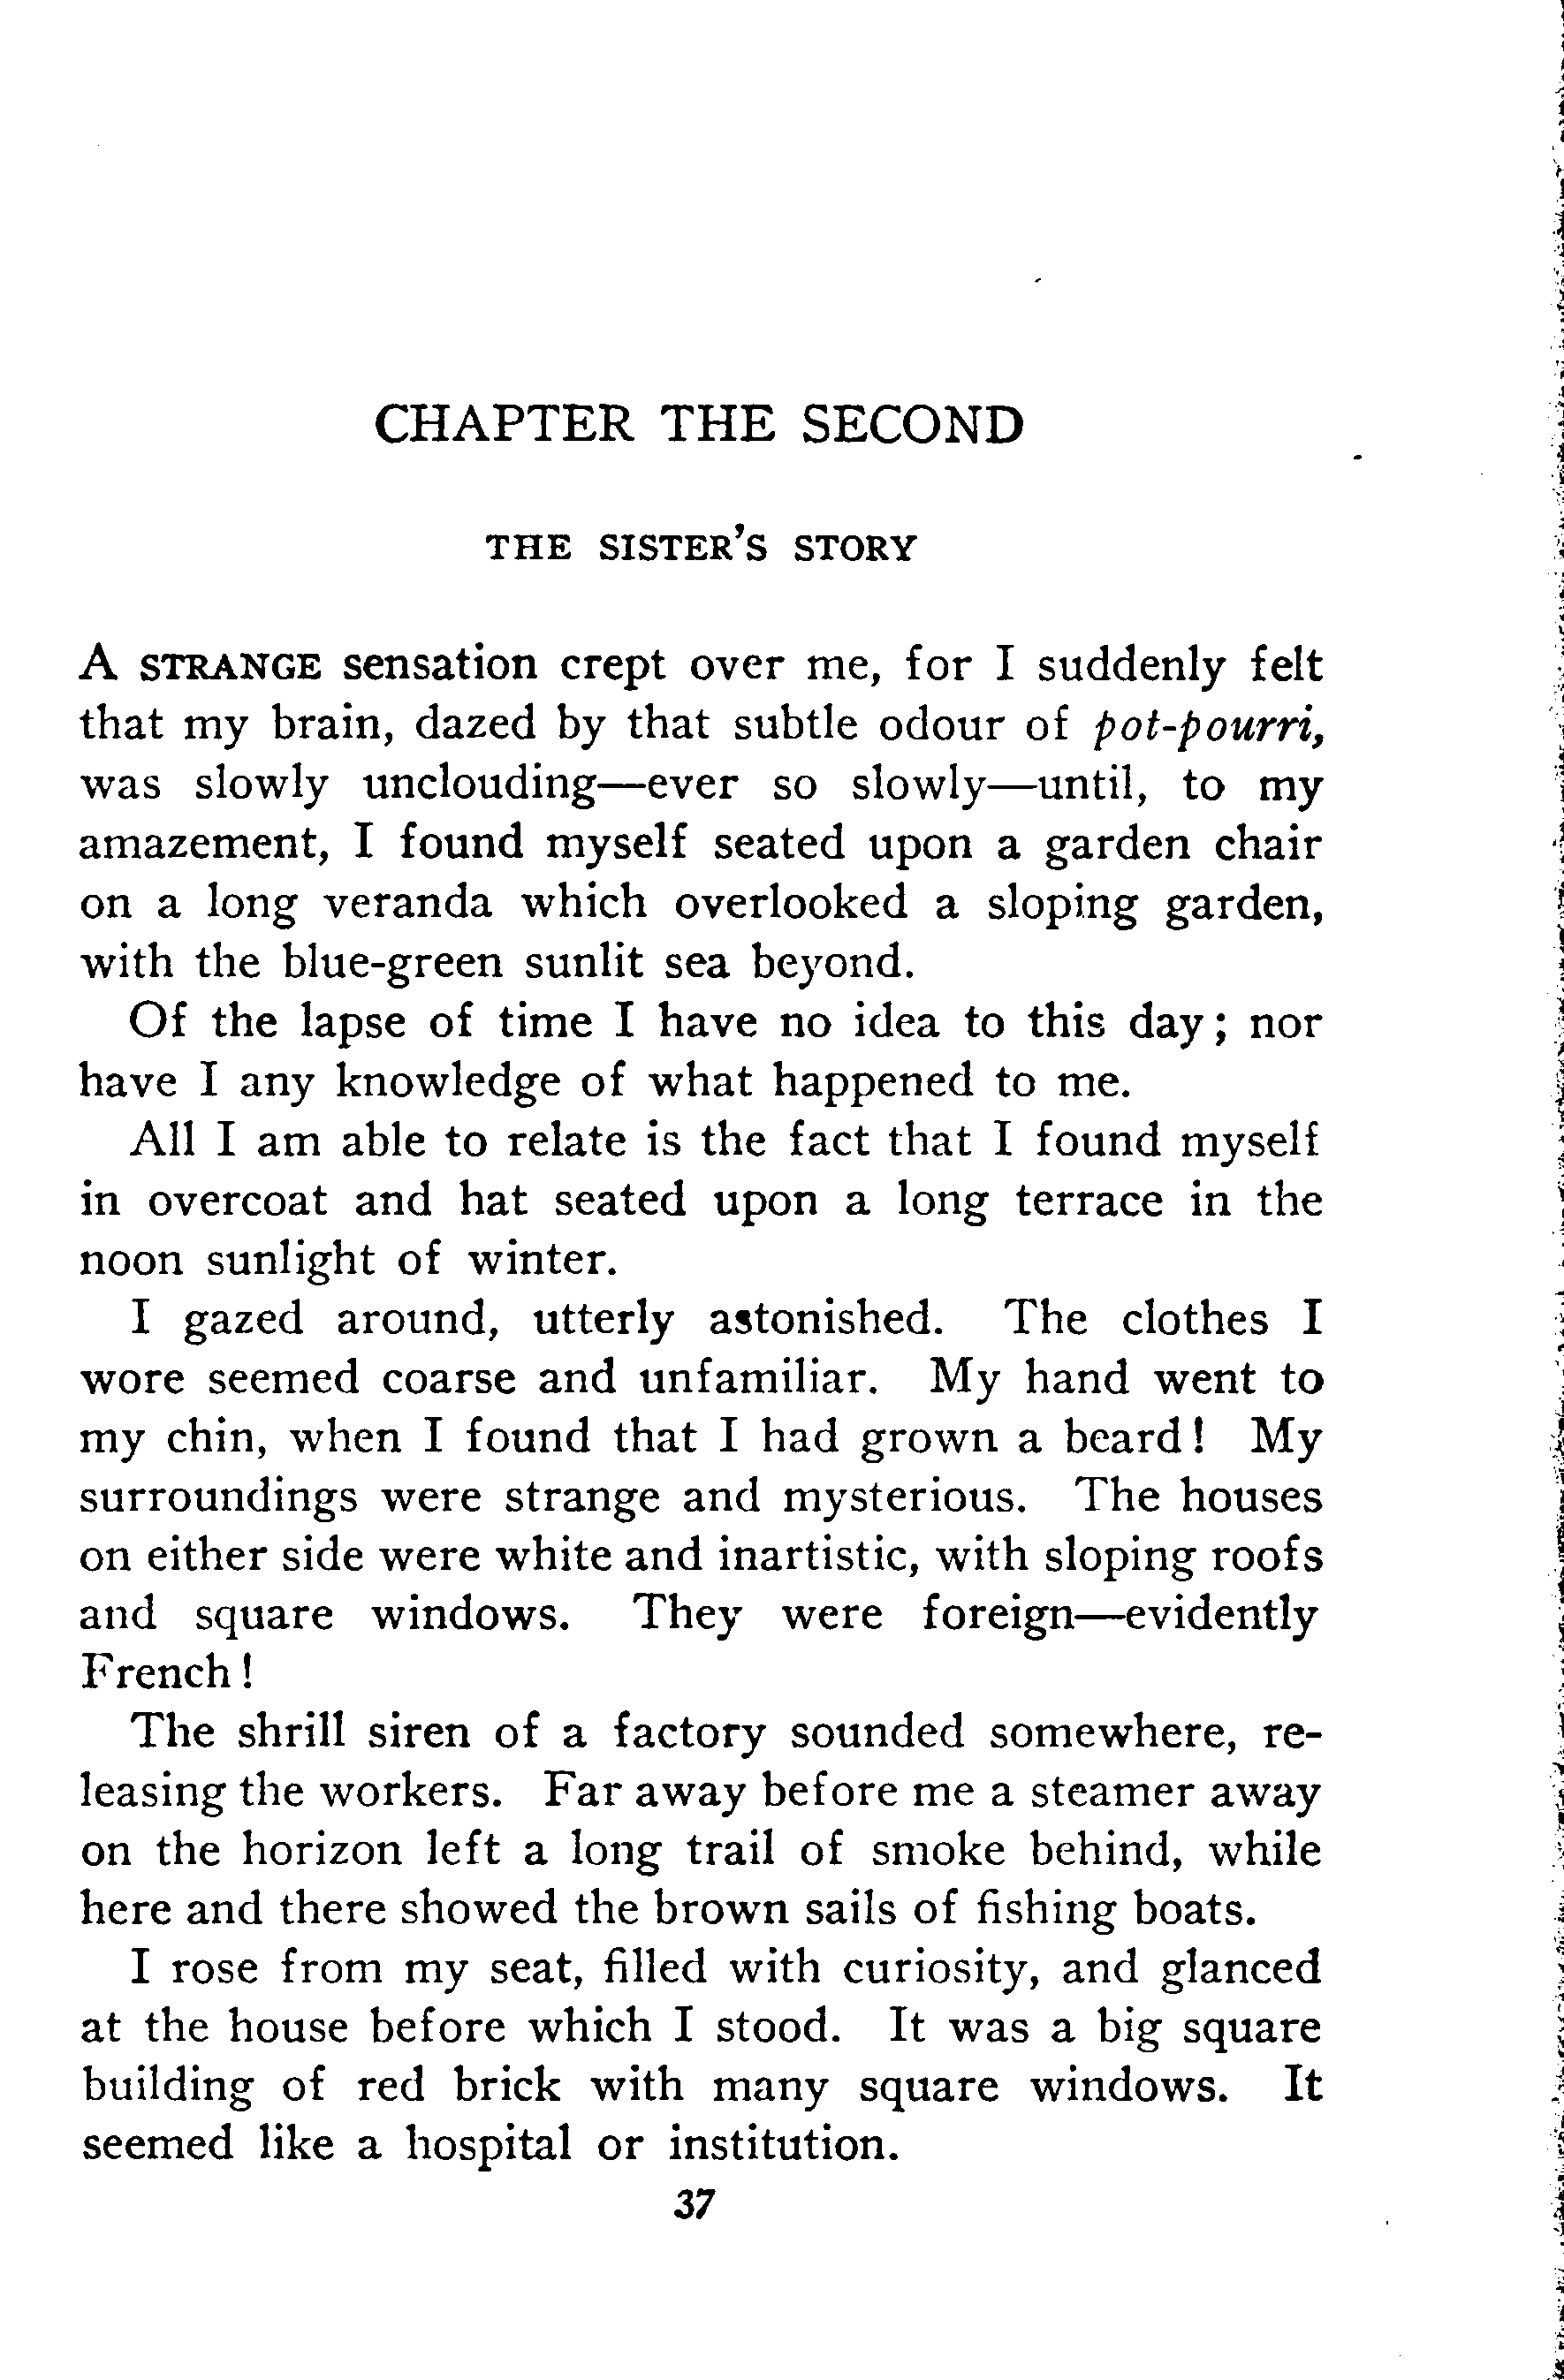 CHAPTER THE SECOND
THE SISTER'S STORY
A STRANGE sensation crept over me, for I suddenly felt
that my brain, dazed by that subtle odour of pot-pourri,
was slowly unclouding—ever so slowly—until, to my
amazement, I found myself seated upon a garden chair
on a long veranda which overlooked a sloping garden,
with the blue-green sunlit sea beyond.
Of the lapse of time I have no idea to this day; nor
have I any knowledge of what happened to me.
All I am able to relate is the fact that I found myself
in overcoat and hat seated upon a long terrace in the
noon sunlight of winter.
I gazed around, utterly astonished. The clothes I
wore seemed coarse and unfamiliar. My hand went to
my chin, when I found that I had grown a beard! My
surroundings were strange and mysterious. The houses
on either side were white and inartistic, with sloping roofs
and square windows. They were foreign—evidently
French!
The shrill siren of a factory sounded somewhere, re-
leasing the workers. Far away before me a steamer away
on the horizon left a long trail of smoke behind, while
here and there showed the brown sails of fishing boats.
I rose from my seat, filled with curiosity, and glanced
at the house before which I stood. It was a big square
building of red brick with many square windows. It
seemed like a hospital or institution.
37